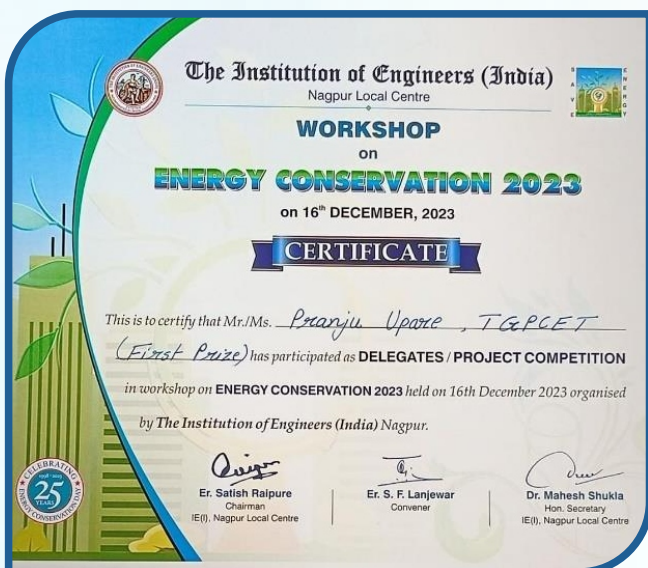 The Institution of Engineers (India)
Nagpur Local Centre
SAVE
ENERGY
WORKSHOP
on
ENERGY CONSERVATION 2023
on 16th DECEMBER, 2023
CERTIFICATE
This is to certify that Mr./Ms. Pranju Upare, TGPCET
(First Prize) has participated as DELEGATES / PROJECT COMPETITION
in workshop on ENERGY CONSERVATION 2023 held on 16th December 2023 organised
by The Institution of Engineers (India) Nagpur.
CELEBRATING
25
YEARS
ENERGY CONSERVATION DAY
Er. Satish Raipure
Chairman
IE(I), Nagpur Local Centre
Er. S. F. Lanjewar
Convener
Dr. Mahesh Shukla
Hon. Secretary
IE(I), Nagpur Local Centre